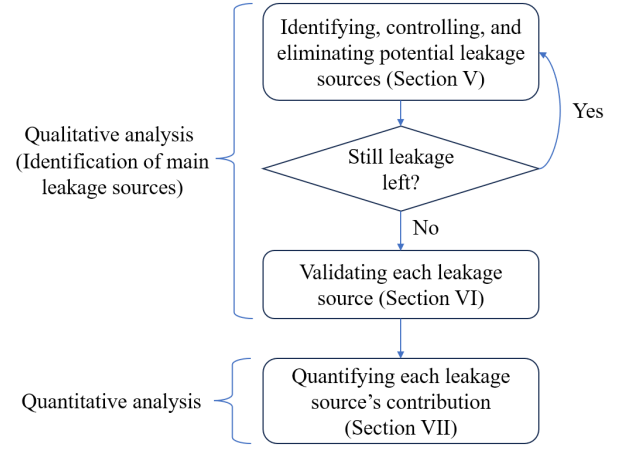 Identifying, controlling, and
eliminating potential leakage
sources (Section V)
Yes
Qualitative analysis
(Identification of main
leakage sources)
Still leakage
left?
No
Validating each leakage
source (Section VI)
Quantifying each leakage
source's contribution
(Section VII)
Quantitative analysis